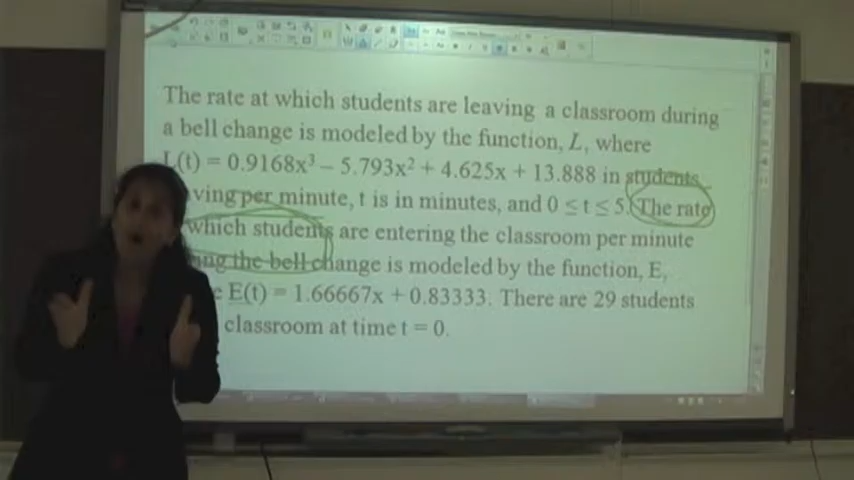 The rate at which students are leaving a classroom during
a bell change is modeled by the function, L, where
L(t) = 0.9168x³ – 5.793x² + 4.625x + 13.888 in students
ving per minute, t is in minutes, and 0 ≤ t ≤ 5. The rate
which students are entering the classroom per minute
ing the bell change is modeled by the function, E,
e E(t) = 1.66667x + 0.83333. There are 29 students
classroom at time t = 0.